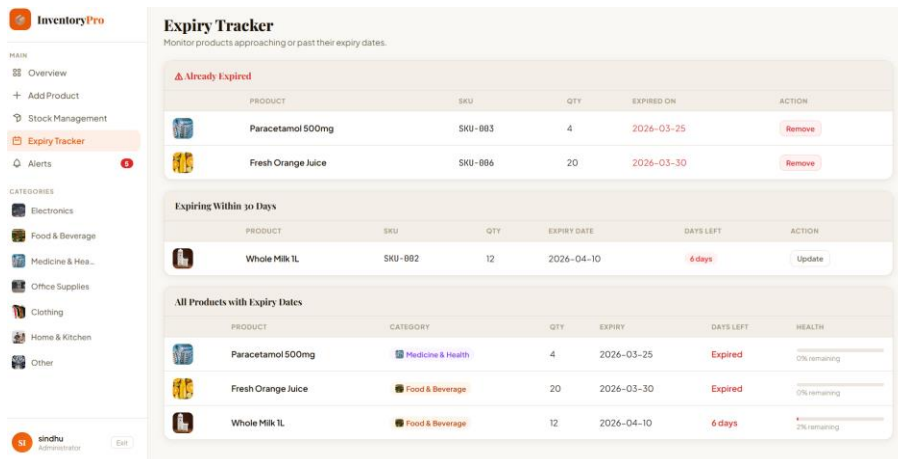 InventoryPro
MAIN
Overview
Add Product
Stock Management
Expiry Tracker
Alerts 5
CATEGORIES
Electronics
Food & Beverage
Medicine & Hea...
Office Supplies
Clothing
Home & Kitchen
Other
SI sindhu
Administrator
Exit
Expiry Tracker
Monitor products approaching or past their expiry dates.
Already Expired
PRODUCT SKU QTY EXPIRED ON ACTION
Paracetamol 500mg SKU-003 4 2026-03-25 Remove
Fresh Orange Juice SKU-006 20 2026-03-30 Remove
Expiring Within 30 Days
PRODUCT SKU QTY EXPIRY DATE DAYS LEFT ACTION
Whole Milk 1L SKU-002 12 2026-04-10 6 days Update
All Products with Expiry Dates
PRODUCT CATEGORY QTY EXPIRY DAYS LEFT HEALTH
Paracetamol 500mg Medicine & Health 4 2026-03-25 Expired 0% remaining
Fresh Orange Juice Food & Beverage 20 2026-03-30 Expired 0% remaining
Whole Milk 1L Food & Beverage 12 2026-04-10 6 days 2% remaining